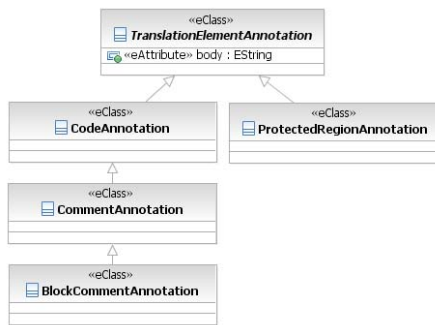 «eClass»
TranslationElementAnnotation
«eAttribute» body : EString
«eClass»
CodeAnnotation
«eClass»
ProtectedRegionAnnotation
«eClass»
CommentAnnotation
«eClass»
BlockCommentAnnotation